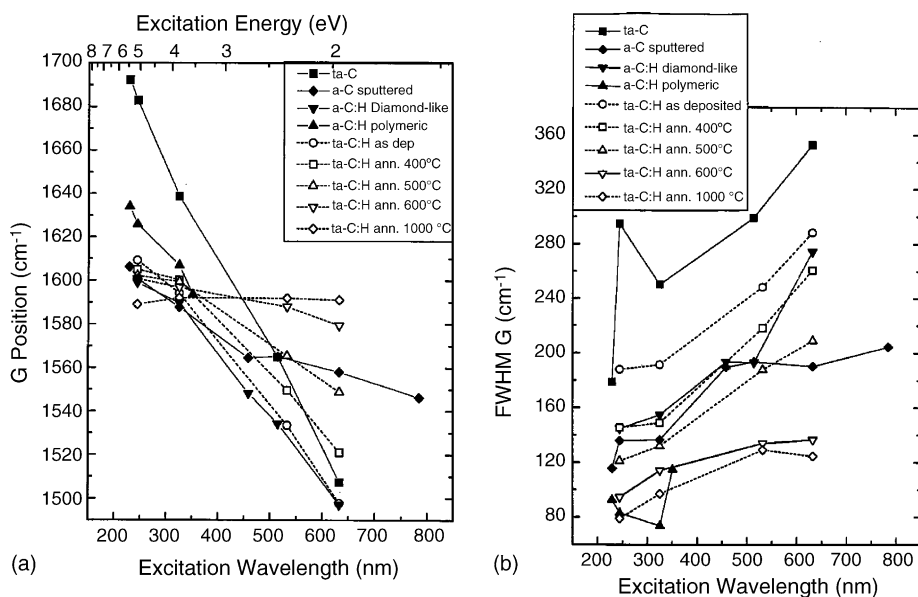 Excitation Energy (eV)
8 7 6 5 4 3 2
1700
1680
1660
1640
1620
1600
1580
1560
1540
1520
1500
G Position (cm-1)
ta-C
a-C sputtered
a-C:H Diamond-like
a-C:H polymeric
ta-C:H as dep
ta-C:H ann. 400ºC
ta-C:H ann. 500°C
ta-C:H ann. 600°C
ta-C:H ann. 1000 °C
200 300 400 500 600 700 800
(a)
Excitation Wavelength (nm)
ta-C
a-C sputtered
a-C:H diamond-like
a-C:H polymeric
ta-C:H as deposited
ta-C:H ann. 400°C
ta-C:H ann. 500°C
ta-C:H ann. 600°C
ta-C:H ann. 1000 °C
360
320
280
240
200
160
120
80
FWHM G (cm-1)
200 300 400 500 600 700 800
(b)
Excitation Wavelength (nm)